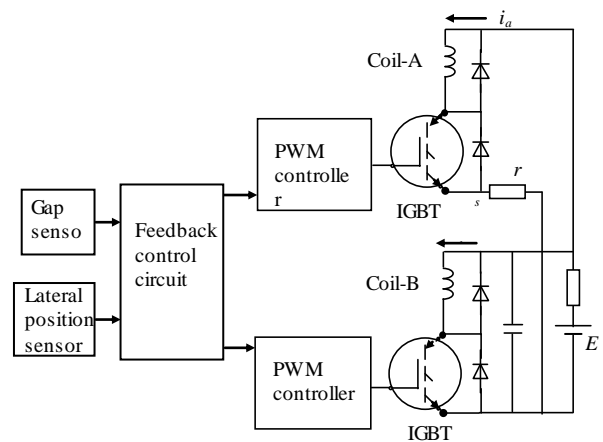 i_a
Coil-A
PWM
controlle
r
r
s
IGBT
Gap
senso
Feedback
control
circuit
Coil-B
Lateral
position
sensor
PWM
controller
E
IGBT